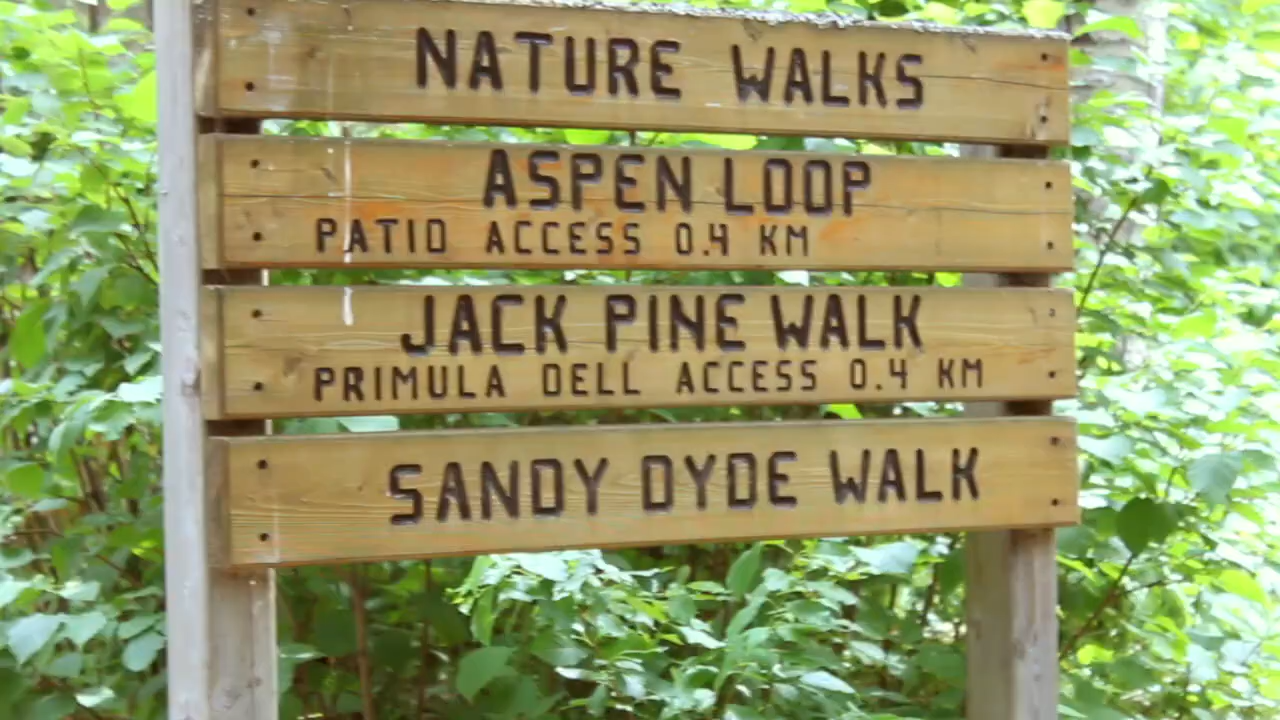 NATURE WALKS
ASPEN LOOP
PATIO ACCESS 0.4 KM
JACK PINE WALK
PRIMULA DELL ACCESS 0.4 KM
SANDY DYDE WALK